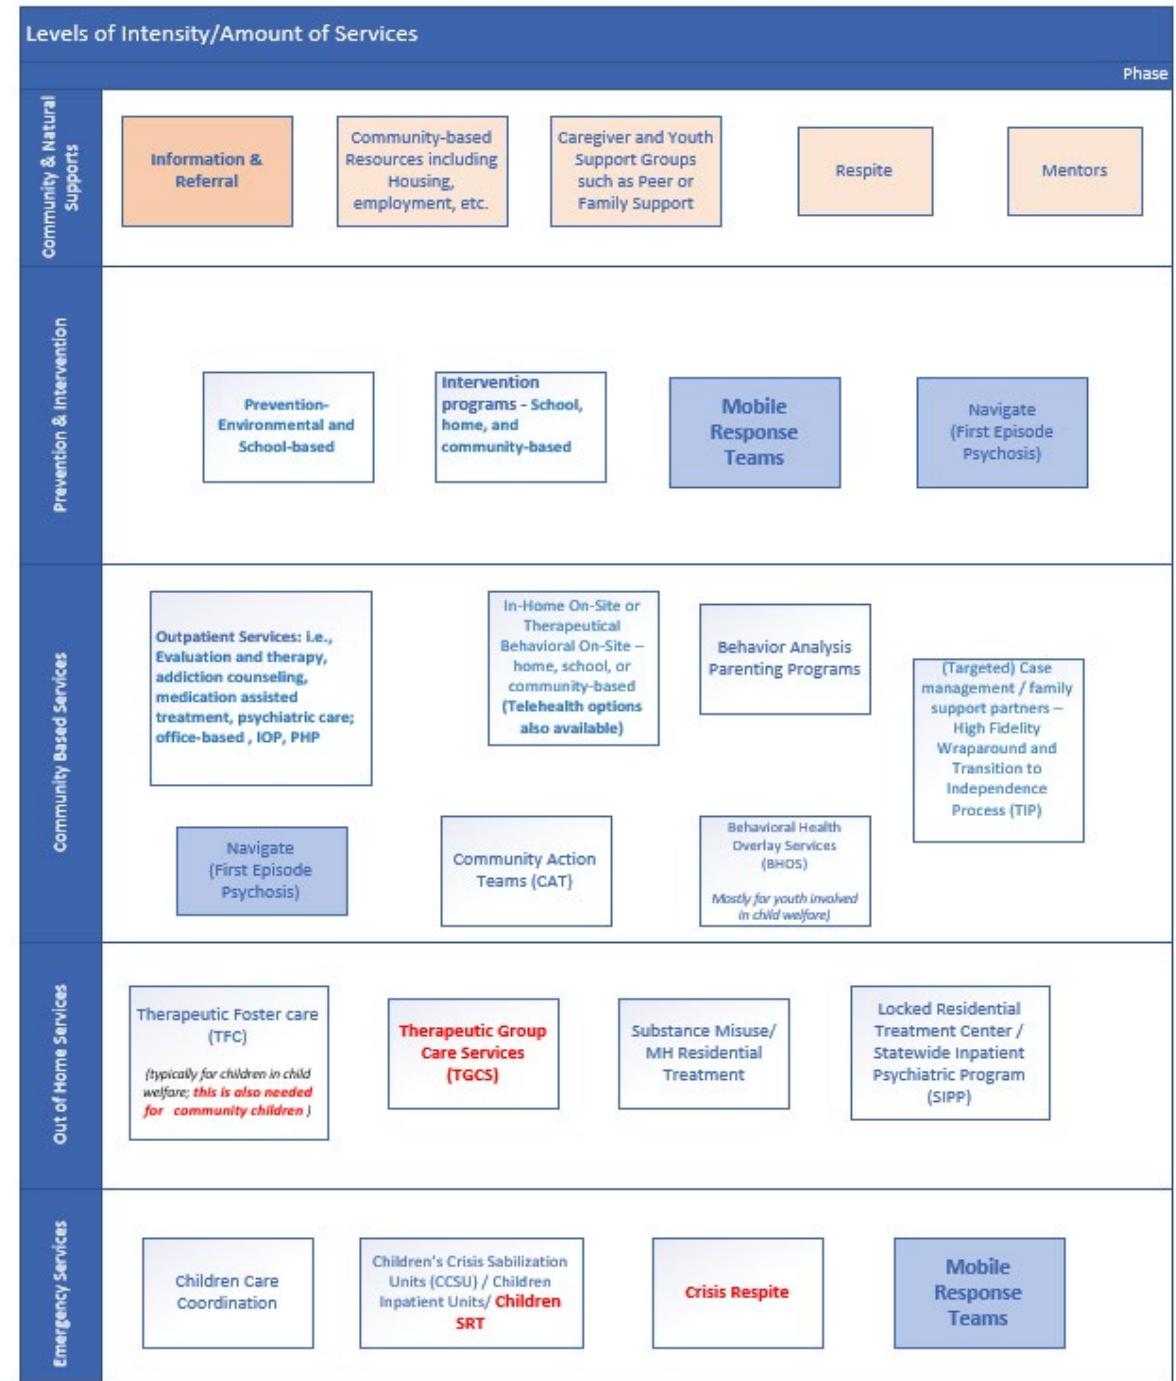 Levels of Intensity/Amount of Services
Phase
Community & Natural
Supports
Information &
Referral
Community-based
Resources including
Housing,
employment, etc.
Caregiver and Youth
Support Groups
such as Peer or
Family Support
Respite
Mentors
Prevention & Intervention
Prevention-
Environmental and
School-based
Intervention
programs - School,
home, and
community-based
Mobile
Response
Teams
Navigate
(First Episode
Psychosis)
Community Based Services
Outpatient Services: i.e.,
Evaluation and therapy,
addiction counseling,
medication assisted
treatment, psychiatric care;
office-based , IOP, PHP
In-Home On-Site or
Therapeutical
Behavioral On-Site –
home, school, or
community-based
(Telehealth options
also available)
Behavior Analysis
Parenting Programs
(Targeted) Case
management / family
support partners –
High Fidelity
Wraparound and
Transition to
Independence
Process (TIP)
Navigate
(First Episode
Psychosis)
Community Action
Teams (CAT)
Behavioral Health
Overlay Services
(BHOS)
Mostly for youth involved
in child welfare)
Out of Home Services
Therapeutic Foster care
(TFC)
(typically for children in child
welfare; this is also needed
for community children )
Therapeutic Group
Care Services
(TGCS)
Substance Misuse/
MH Residential
Treatment
Locked Residential
Treatment Center /
Statewide Inpatient
Psychiatric Program
(SIPP)
Emergency Services
Children Care
Coordination
Children's Crisis Sabilization
Units (CCSU) / Children
Inpatient Units/ Children
SRT
Crisis Respite
Mobile
Response
Teams